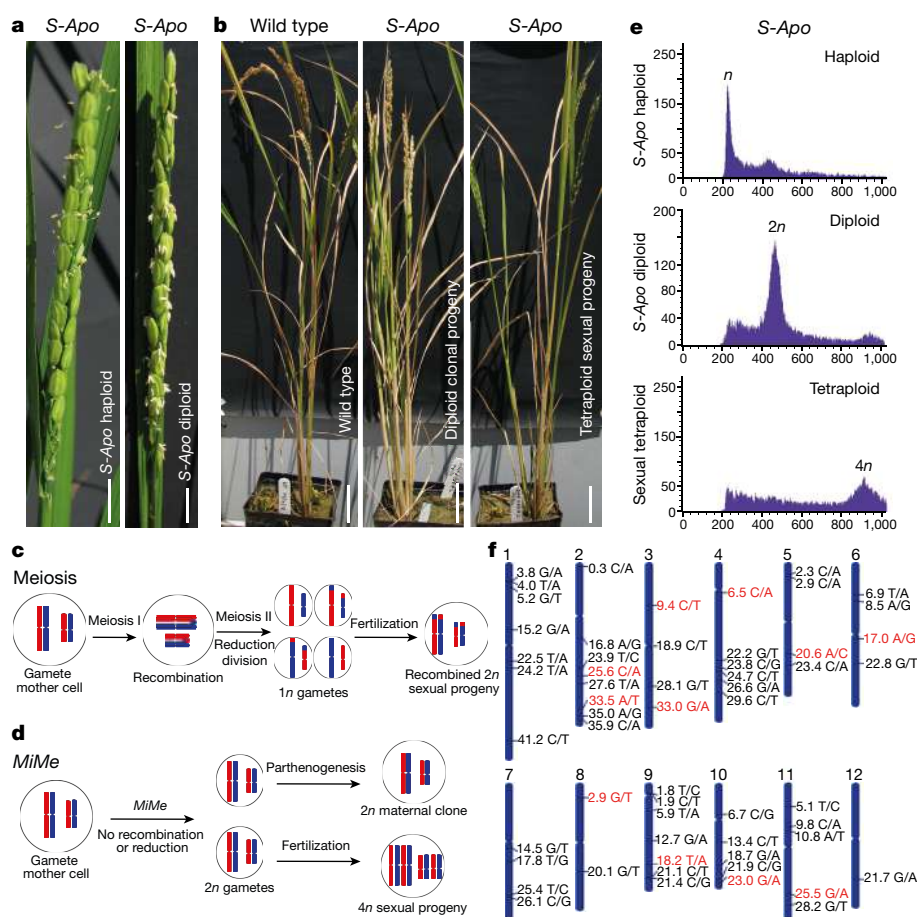 a S-Apo S-Apo
S-Apo haploid
S-Apo diploid
b Wild type S-Apo S-Apo
Wild type
Diploid clonal progeny
Tetraploid sexual progeny
c
Meiosis
Gamete
mother cell
Meiosis I
Recombination
Meiosis II
Reduction
division
1n gametes
Fertilization
Recombined 2n
sexual progeny
d
MiMe
Gamete
mother cell
MiMe
No recombination
or reduction
2n gametes
Parthenogenesis
2n maternal clone
Fertilization
4n sexual progeny
e S-Apo
S-Apo haploid
Haploid
n
250
150
50
0
0 200 400 600 800 1,000
S-Apo diploid
Diploid
2n
200
120
80
40
0
0 200 400 600 800 1,000
Sexual tetraploid
Tetraploid
4n
250
150
50
0
0 200 400 600 800 1,000
f
1
3.8 G/A
4.0 T/A
5.2 G/T
15.2 G/A
22.5 T/A
24.2 T/A
41.2 C/T
2
0.3 C/A
16.8 A/G
23.9 T/C
25.6 C/A
27.6 T/A
33.5 A/T
35.0 A/G
35.9 C/A
3
9.4 C/T
18.9 C/T
28.1 G/T
33.0 G/A
4
6.5 C/A
22.2 G/T
23.8 C/G
24.7 C/T
26.6 G/A
29.6 C/T
5
2.3 C/A
2.9 C/A
20.6 A/C
23.4 C/A
6
6.9 T/A
8.5 A/G
17.0 A/G
22.8 G/T
7
14.5 G/T
17.8 T/G
25.4 T/C
26.1 C/G
8
2.9 G/T
20.1 G/T
9
1.8 T/C
1.9 C/T
5.9 T/A
12.7 G/A
18.2 T/A
21.1 C/T
21.4 C/G
10
6.7 C/G
13.4 C/T
18.7 G/A
21.9 C/G
23.0 G/A
11
5.1 T/C
9.8 C/A
10.8 A/T
25.5 G/A
28.2 G/T
12
21.7 G/A